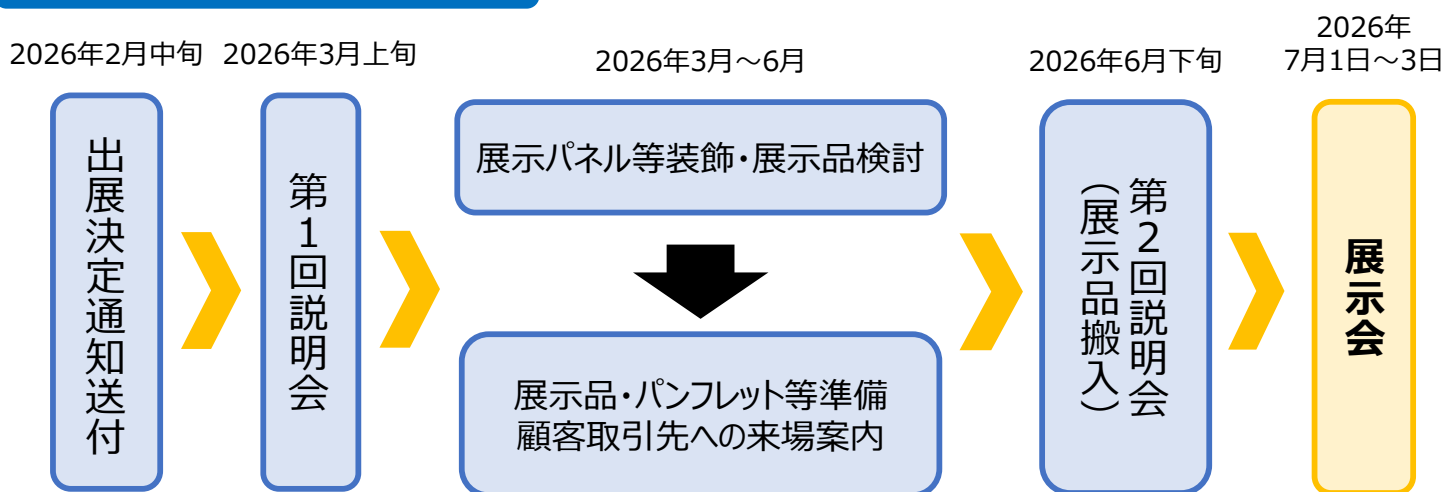 2026年2月中旬
2026年3月上旬
2026年3月～6月
2026年6月下旬
2026年
7月1日～3日
出展決定通知送付
第1回説明会
展示パネル等装飾・展示品検討
展示品・パンフレット等準備
顧客取引先への来場案内
第2回説明会
（展示品搬入）
展示会